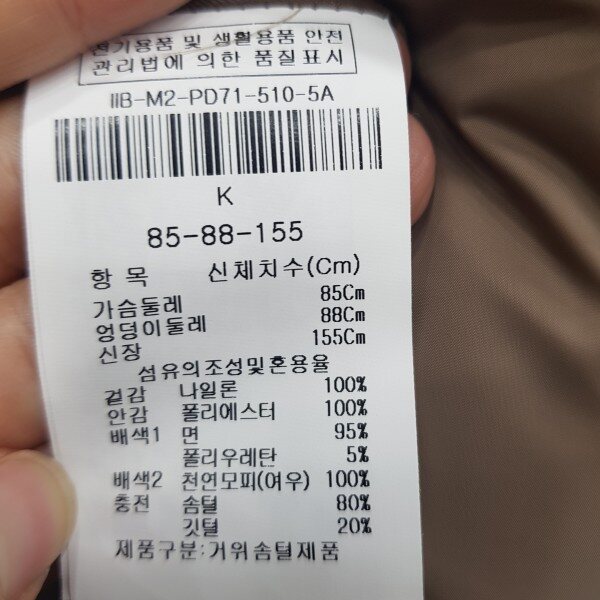 전기용품 및 생활용품 안전
관리법에 의한 품질표시
IIB-M2-PD71-510-5A
K
85-88-155
항 목 신체치수(Cm)
가슴둘레 85Cm
엉덩이둘레 88Cm
신장 155Cm
섬유의조성및혼용율
겉감 나일론 100%
안감 폴리에스터 100%
배색1 면 95%
폴리우레탄 5%
배색2 천연모피(여우) 100%
충전 솜털 80%
깃털 20%
제품구분:거위솜털제품